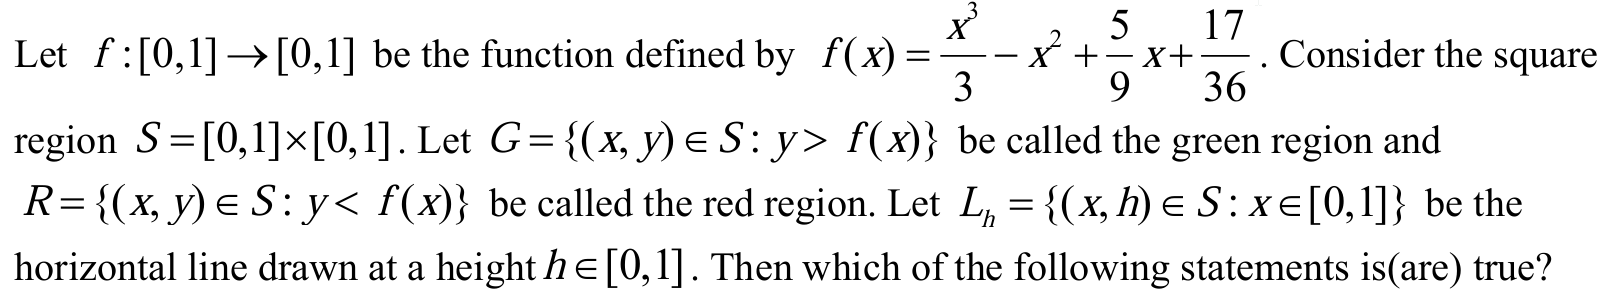 Let f : [0,1] → [0,1] be the function defined by f(x) = x³/3 − x² + 5/9 x + 17/36 . Consider the square
region S = [0,1]×[0,1]. Let G = {(x, y) ∈ S : y > f(x)} be called the green region and
R = {(x, y) ∈ S : y < f(x)} be called the red region. Let Lₕ = {(x, h) ∈ S : x ∈ [0,1]} be the
horizontal line drawn at a height h ∈ [0,1]. Then which of the following statements is(are) true?